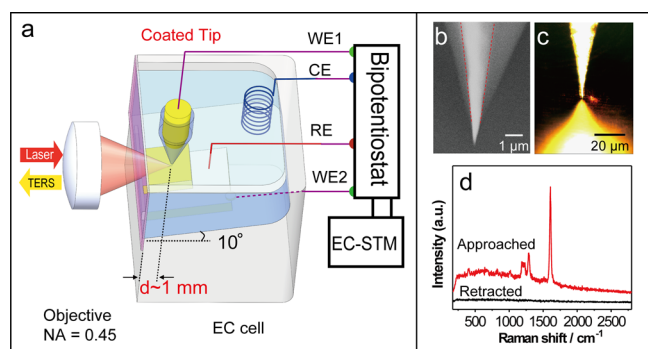 a
Coated Tip
WE1
CE
RE
WE2
Bipotentiostat
EC-STM
Laser
TERS
10°
d~1 mm
Objective
NA = 0.45
EC cell
b
1 μm
c
20 μm
d
Intensity (a.u.)
Approached
Retracted
500 1000 1500 2000 2500
Raman shift / cm-1